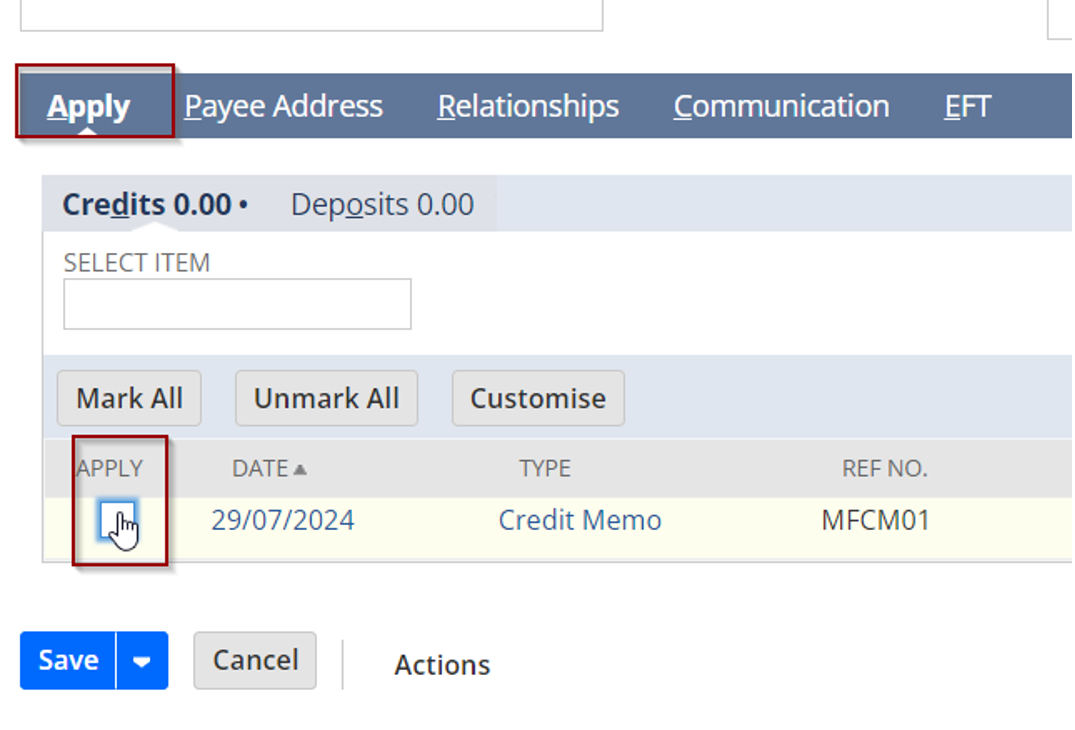 Apply Payee Address Relationships Communication EFT
Credits 0.00 • Deposits 0.00
SELECT ITEM
Mark All Unmark All Customise
APPLY DATE▲ TYPE REF NO.
29/07/2024 Credit Memo MFCM01
Save Cancel Actions